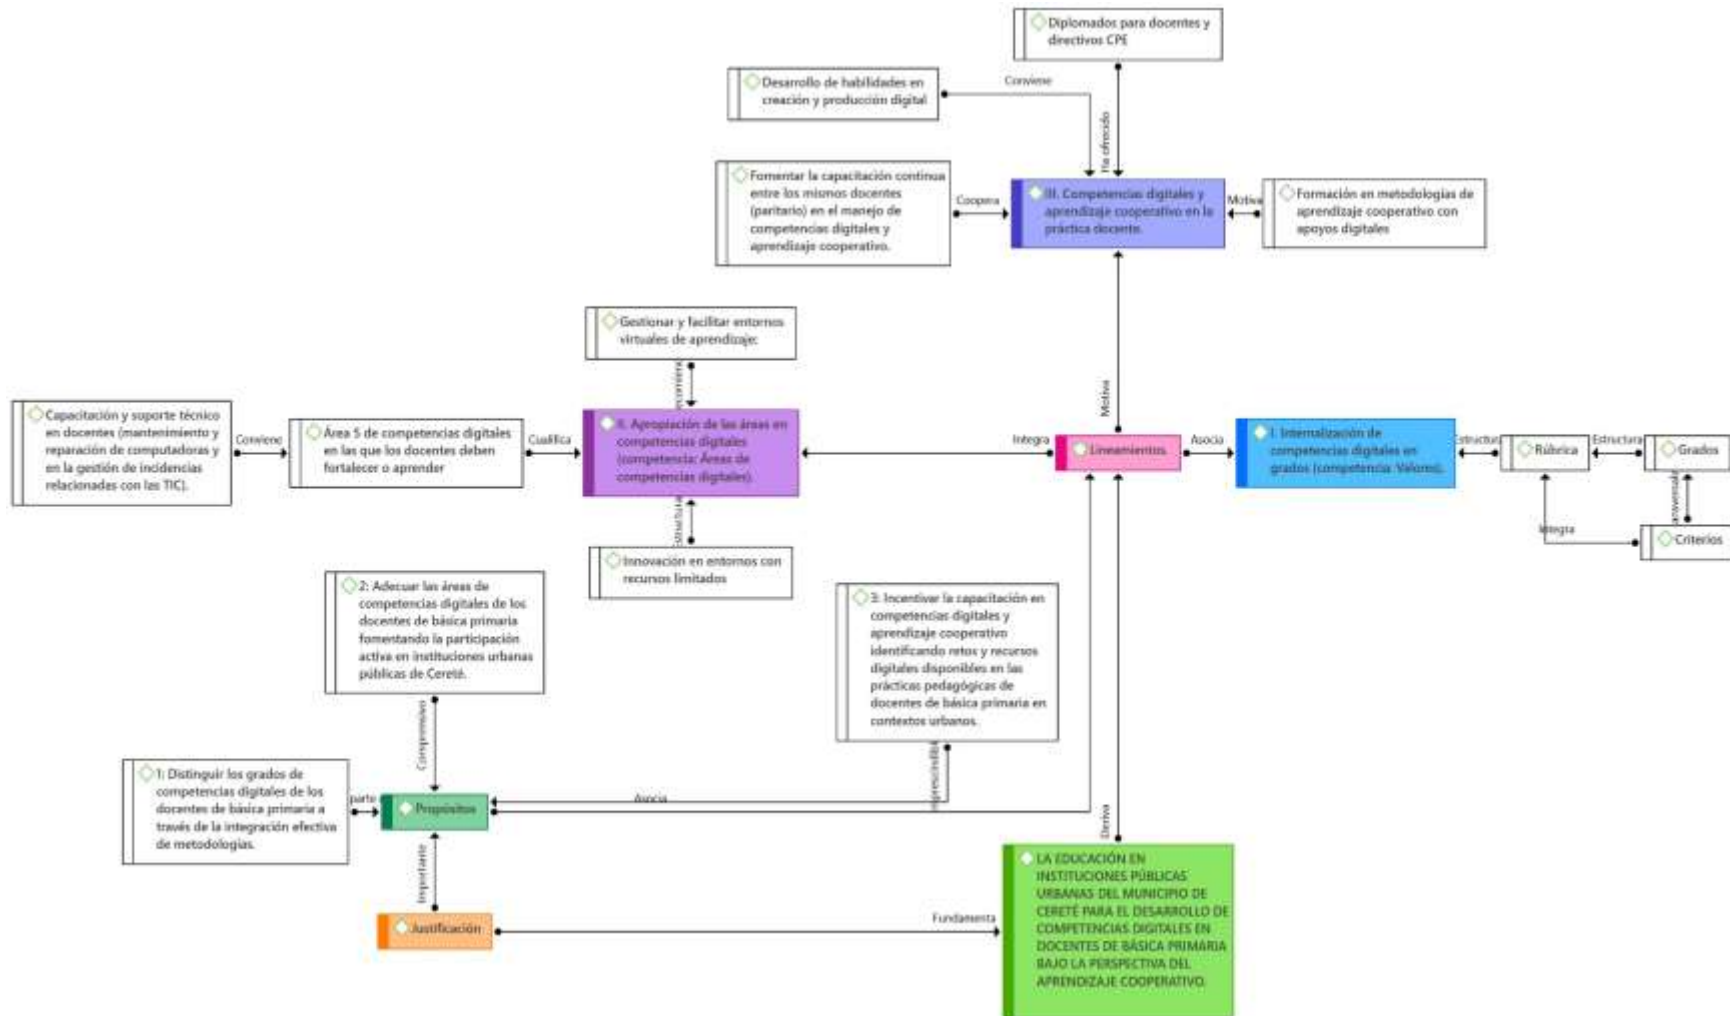 Diplomados para docentes y
directivos CPE
Desarrollo de habilidades en
creación y producción digital
Conviene
Ha ofrecido
Fomentar la capacitación continua
entre los mismos docentes
(paritario) en el manejo de
competencias digitales y
aprendizaje cooperativo.
Coopera
III. Competencias digitales y
aprendizaje cooperativo en la
práctica docente.
Motiva
Formación en metodologías de
aprendizaje cooperativo con
apoyos digitales
Gestionar y facilitar entornos
virtuales de aprendizaje:
Capacitación y soporte técnico
en docentes (mantenimiento y
reparación de computadoras y
en la gestión de incidencias
relacionadas con las TIC).
Conviene
Área 5 de competencias digitales
en las que los docentes deben
fortalecer o aprender
Cualifica
II. Apropiación de las áreas en
competencias digitales
(competencia: Áreas de
competencias digitales).
Integra
Motiva
Lineamientos
Asocia
I. Internalización de
competencias digitales en
grados (competencia: Valores).
Estructura
Rúbrica
Estructura
Grados
Integra
Criterios
Innovación en entornos con
recursos limitados
2: Adecuar las áreas de
competencias digitales de los
docentes de básica primaria
fomentando la participación
activa en instituciones urbanas
públicas de Cereté.
3: Incentivar la capacitación en
competencias digitales y
aprendizaje cooperativo
identificando retos y recursos
digitales disponibles en las
prácticas pedagógicas de
docentes de básica primaria en
contextos urbanos.
Comprensivo
1: Distinguir los grados de
competencias digitales de los
docentes de básica primaria a
través de la integración efectiva
de metodologías.
parte
Propósitos
Asocia
Deriva
Importante
Justificación
Fundamenta
LA EDUCACIÓN EN
INSTITUCIONES PÚBLICAS
URBANAS DEL MUNICIPIO DE
CERETÉ PARA EL DESARROLLO DE
COMPETENCIAS DIGITALES EN
DOCENTES DE BÁSICA PRIMARIA
BAJO LA PERSPECTIVA DEL
APRENDIZAJE COOPERATIVO.